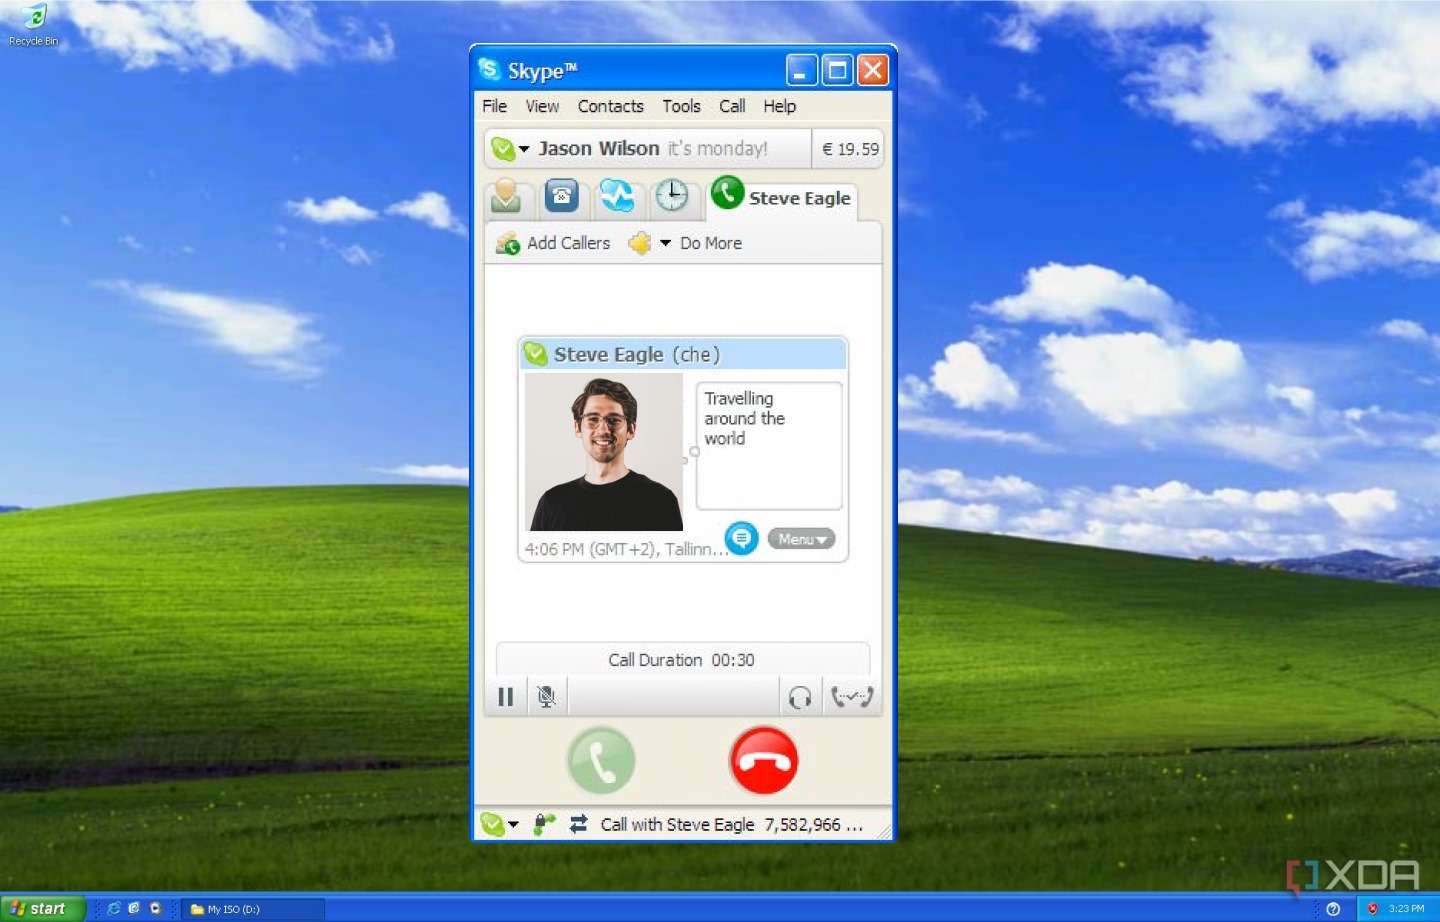 Recycle Bin
Skype™
File View Contacts Tools Call Help
Jason Wilson it's monday! € 19.59
Steve Eagle
Add Callers Do More
Steve Eagle (che)
Travelling
around the
world
4:06 PM (GMT+2), Tallinn...
Menu
Call Duration 00:30
Call with Steve Eagle 7,582,966 ...
XDA
start
My ISO (D:)
3:23 PM